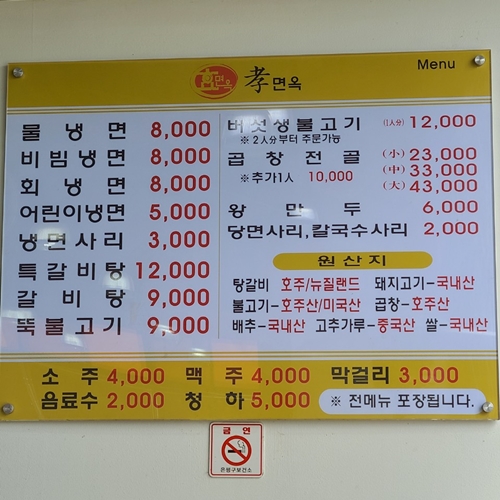 Menu
효면옥 孝면옥
물냉면 8,000
비빔냉면 8,000
회냉면 8,000
어린이냉면 5,000
냉면사리 3,000
특갈비탕 12,000
갈비탕 9,000
뚝불고기 9,000
버섯생불고기 (1人分) 12,000
※ 2人分부터 주문가능
곱창전골 (小) 23,000
(中) 33,000
※추가1人 10,000
(大) 43,000
왕만두 6,000
당면사리,칼국수사리 2,000
원산지
탕갈비 호주/뉴질랜드 돼지고기-국내산
불고기-호주산/미국산 곱창-호주산
배추-국내산 고추가루-중국산 쌀-국내산
소주 4,000 맥주 4,000 막걸리 3,000
음료수 2,000 청하 5,000 ※ 전메뉴 포장됩니다.
금연
은평구보건소